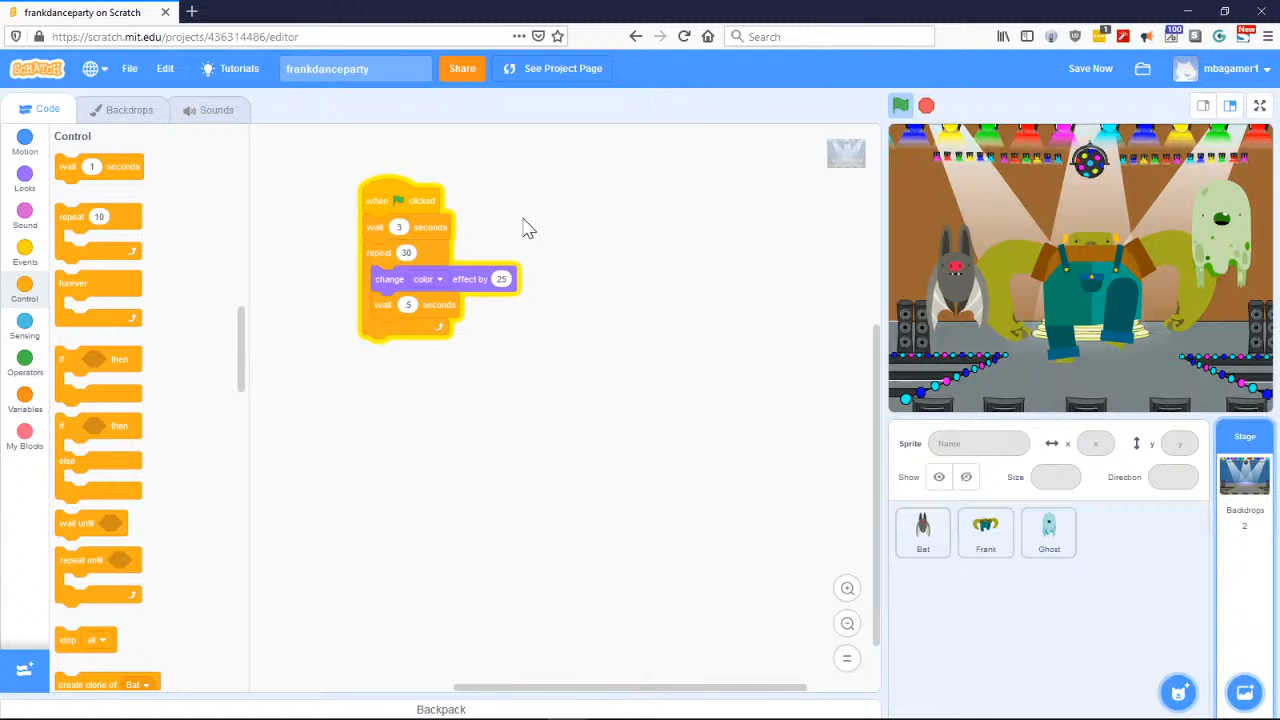 frankdanceparty on Scratch
https://scratch.mit.edu/projects/436314486/editor
Search
1
100
New
SCRATCH
File
Edit
Tutorials
frankdanceparty
Share
See Project Page
Save Now
mbagamer1
Code
Backdrops
Sounds
Motion
Looks
Sound
Events
Control
Sensing
Operators
Variables
My Blocks
Control
wait 1 seconds
repeat 10
forever
if then
if then
else
wait until
repeat until
stop all
create clone of Bat
when clicked
wait 3 seconds
repeat 30
change color effect by 25
wait .5 seconds
Sprite Name
x x
y y
Show
Size
Direction
Bat
Frank
Ghost
Stage
Backdrops
2
Backpack